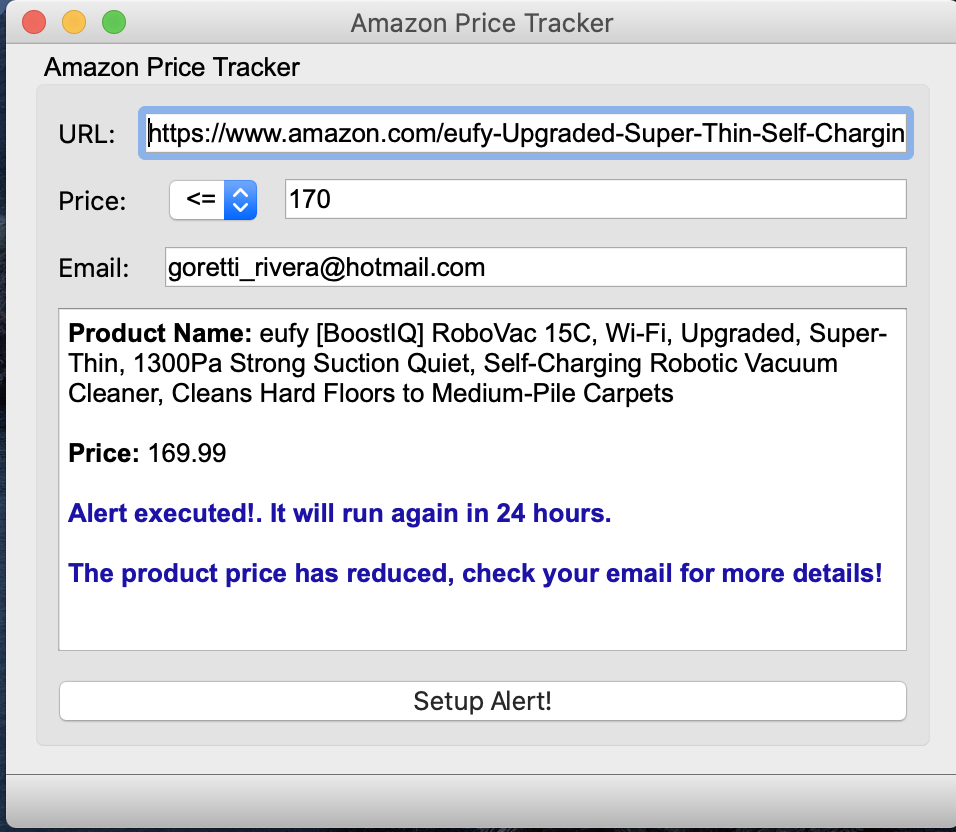 Amazon Price Tracker
Amazon Price Tracker
URL: https://www.amazon.com/eufy-Upgraded-Super-Thin-Self-Chargin
Price: <= 170
Email: goretti_rivera@hotmail.com
Product Name: eufy [BoostIQ] RoboVac 15C, Wi-Fi, Upgraded, Super-
Thin, 1300Pa Strong Suction Quiet, Self-Charging Robotic Vacuum
Cleaner, Cleans Hard Floors to Medium-Pile Carpets
Price: 169.99
Alert executed!. It will run again in 24 hours.
The product price has reduced, check your email for more details!
Setup Alert!